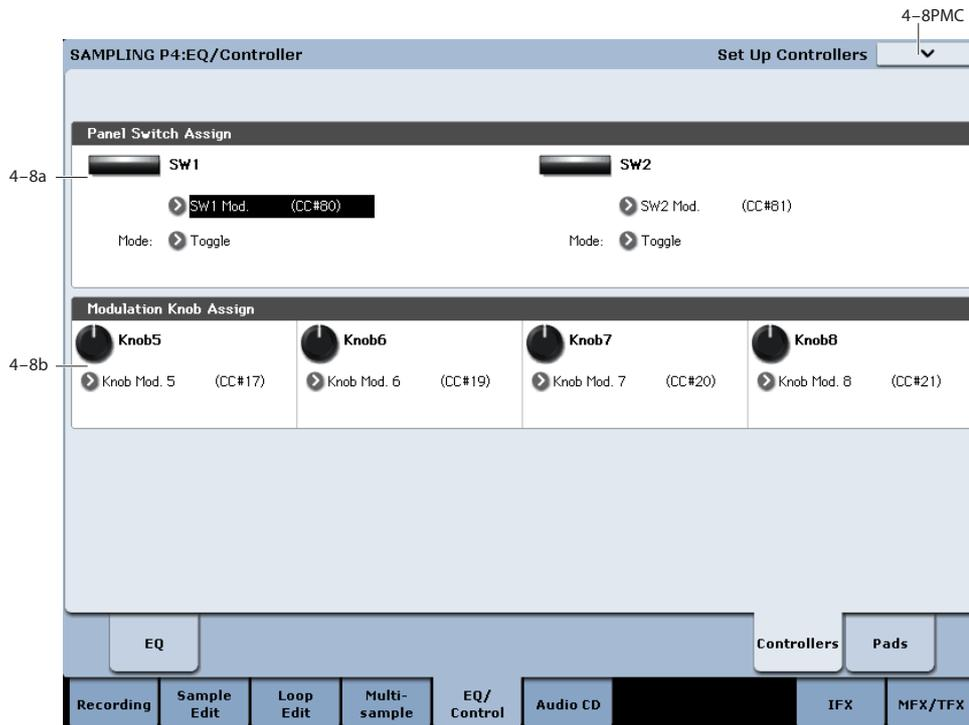 4–8PMC
SAMPLING P4:EQ/Controller Set Up Controllers
Panel Switch Assign
4–8a
SW1 SW2
SW1 Mod. (CC#80) SW2 Mod. (CC#81)
Mode: Toggle Mode: Toggle
Modulation Knob Assign
Knob5 Knob6 Knob7 Knob8
4–8b
Knob Mod. 5 (CC#17) Knob Mod. 6 (CC#19) Knob Mod. 7 (CC#20) Knob Mod. 8 (CC#21)
EQ Controllers Pads
Recording Sample Edit Loop Edit Multi-sample EQ/Control Audio CD IFX MFX/TFX